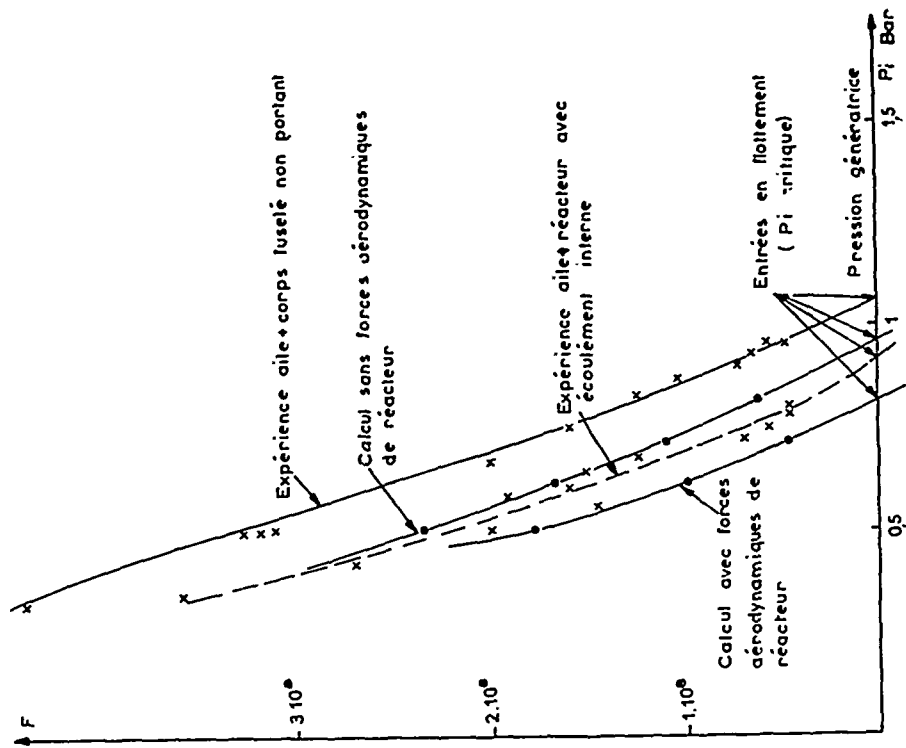 F
3 10⁸
2.10⁸
1.10⁸
Expérience aile+corps fuselé non portant
Calcul sans forces aérodynamiques
de réacteur
Expérience aile+réacteur avec
écoulement interne
Calcul avec forces
aérodynamiques de
réacteur
Entrées en flottement
( Pi critique)
Pression génératrice
0,5
1
1,5
Pi Bar